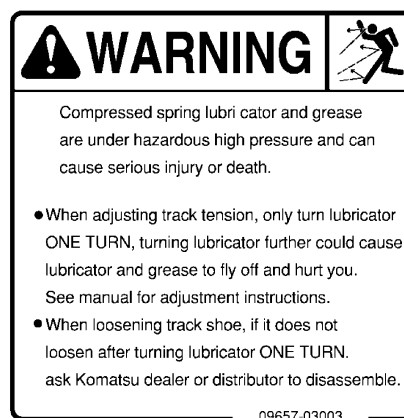 WARNING
Compressed spring lubri cator and grease
are under hazardous high pressure and can
cause serious injury or death.
● When adjusting track tension, only turn lubricator
ONE TURN, turning lubricator further could cause
lubricator and grease to fly off and hurt you.
See manual for adjustment instructions.
● When loosening track shoe, if it does not
loosen after turning lubricator ONE TURN.
ask Komatsu dealer or distributor to disassemble.
09657-03003